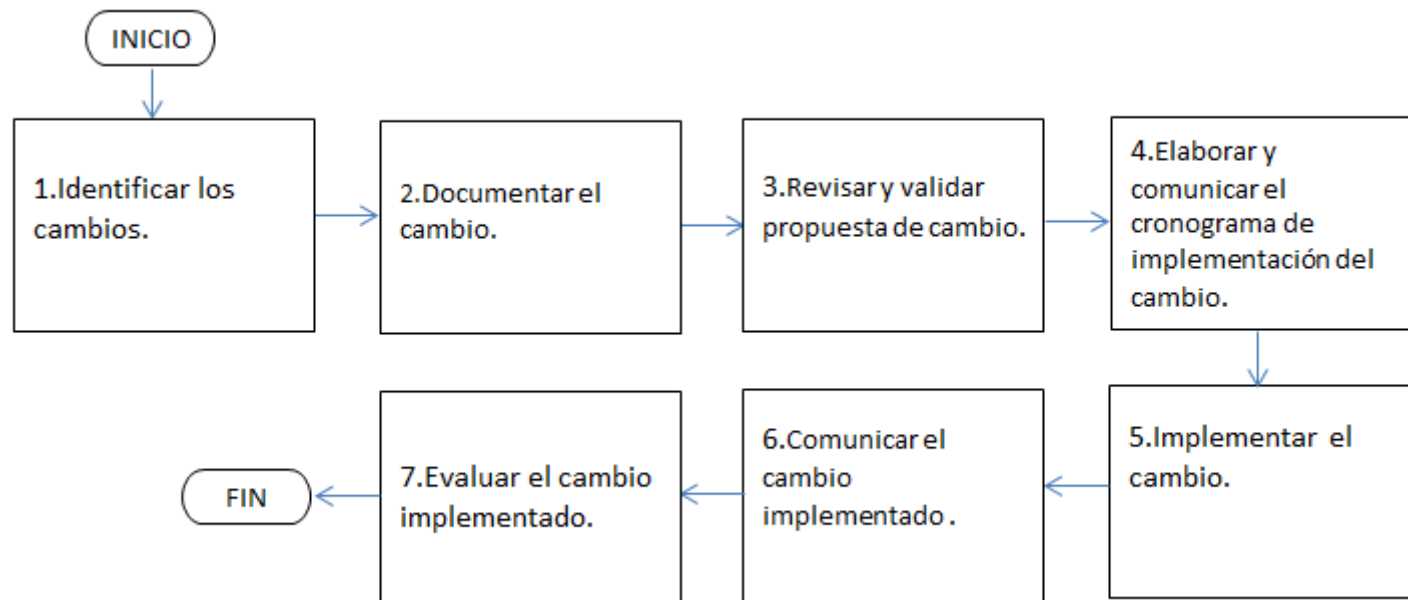 INICIO
1.Identificar los
cambios.
2.Documentar el
cambio.
3.Revisar y validar
propuesta de cambio.
4.Elaborar y
comunicar el
cronograma de
implementación del
cambio.
5.Implementar el
cambio.
6.Comunicar el
cambio
implementado .
7.Evaluar el cambio
implementado.
FIN